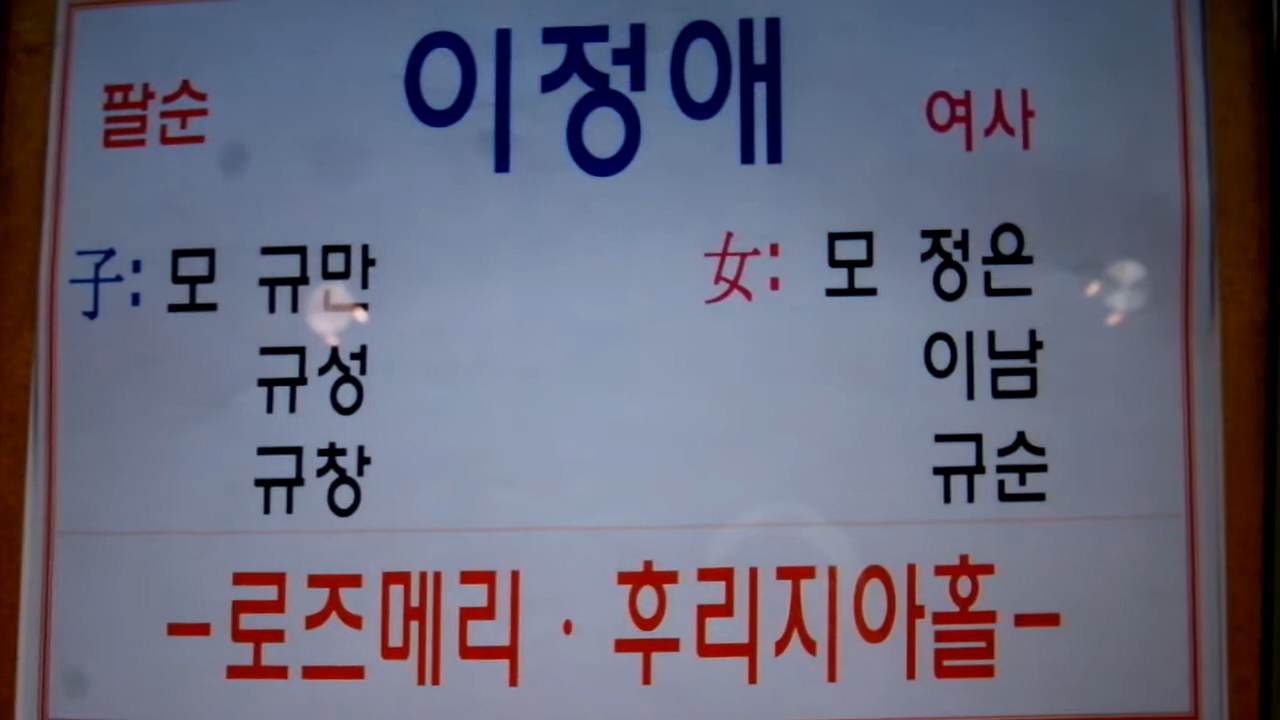 팔순 이정애 여사
子: 모 규만 女: 모 정은
규성 이남
규창 규순
-로즈메리 · 후리지아홀-